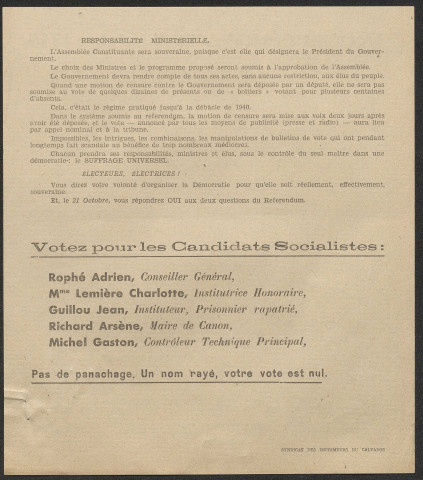 RESPONSABILITE MINISTERIELLE.
L'Assemblée Constituante sera souveraine, puisque c'est elle qui désignera le Président du Gouver-
nement.
Le choix des Ministres et le programme proposé seront soumis à l'approbation de l'Assemblée.
Le Gouvernement devra rendre compte de tous ses actes, sans aucune restriction, aux élus du peuple.
Quand une motion de censure contre le Gouvernement sera déposée par un député, elle ne sera pas
soumise au vote de quelques dizaines de présents ou de « boîtiers » votant pour plusieurs centaines
d'absents.
Cela, c'était le régime pratiqué jusqu'à la débâcle de 1940.
Dans le système soumis au referendum, la motion de censure sera mise aux voix deux jours après
avoir été déposée, et le vote — annoncé par tous les moyens de publicité (presse et radio) — aura lieu
par appel nominal et à la tribune.
Impossibles, les intrigues, les combinaisons, les manipulations de bulletins de vote qui ont pendant
longtemps fait scandale au bénéfice de trop nombreux médiocres.
Chacun prendra ses responsabilités, ministres et élus, sous le contrôle du seul maître dans une
démocratie : le SUFFRAGE UNIVERSEL.
ELECTEURS, ELECTRICES !
Vous direz votre volonté d'organiser la Démocratie pour qu'elle soit réellement, effectivement,
souveraine.
Et, le 21 Octobre, vous répondrez OUI aux deux questions du Referendum.
Votez pour les Candidats Socialistes :
Rophé Adrien, Conseiller Général,
Mme Lemière Charlotte, Institutrice Honoraire,
Guillou Jean, Instituteur, Prisonnier rapatrié,
Richard Arsène, Maire de Canon,
Michel Gaston, Contrôleur Technique Principal,
Pas de panachage. Un nom rayé, votre vote est nul.
SYNDICAT DES IMPRIMEURS DU CALVADOS